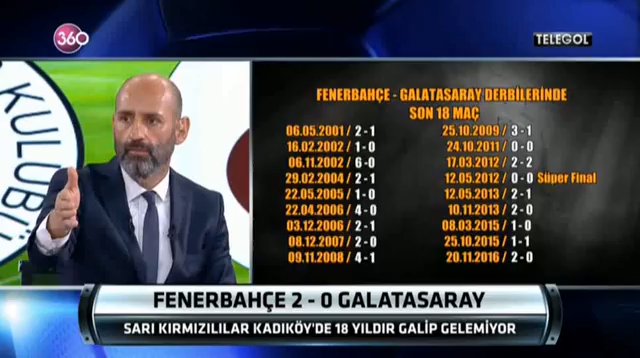 360
TELEGOL
KULÜBÜ
FENERBAHÇE - GALATASARAY DERBİLERİNDE
SON 18 MAÇ
06.05.2001 / 2 - 1
16.02.2002 / 1 - 0
06.11.2002 / 6 - 0
29.02.2004 / 2 - 1
22.05.2005 / 1 - 0
22.04.2006 / 4 - 0
03.12.2006 / 2 - 1
08.12.2007 / 2 - 0
09.11.2008 / 4 - 1
25.10.2009 / 3 - 1
24.10.2011 / 0 - 0
17.03.2012 / 2 - 2
12.05.2012 / 0 - 0 Süper Final
12.05.2013 / 2 - 1
10.11.2013 / 2 - 0
08.03.2015 / 1 - 0
25.10.2015 / 1 - 1
20.11.2016 / 2 - 0
FENERBAHÇE 2 - 0 GALATASARAY
SARI KIRMIZILILAR KADIKÖY'DE 18 YILDIR GALİP GELEMİYOR